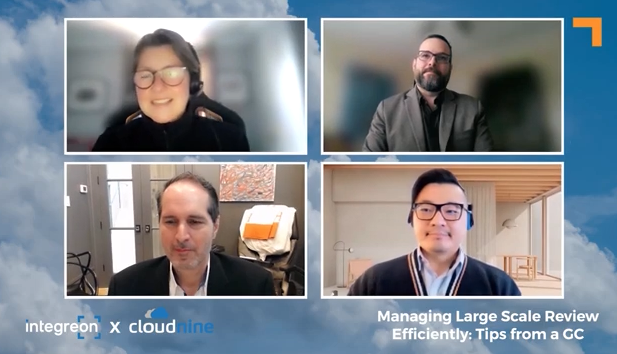 integreon x cloudnine
Managing Large Scale Review
Efficiently: Tips from a GC